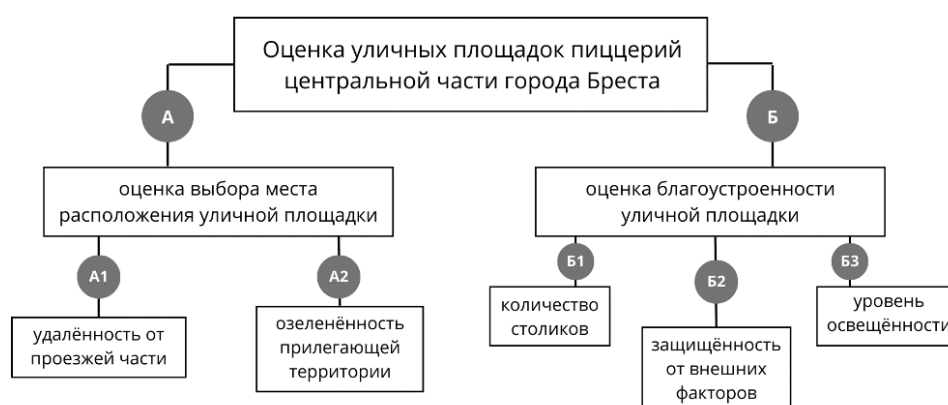 Оценка уличных площадок пиццерий
центральной части города Бреста
А
Б
оценка выбора места
расположения уличной площадки
оценка благоустроенности
уличной площадки
А1
А2
Б1
Б2
Б3
удалённость от
проезжей части
озеленённость
прилегающей
территории
количество
столиков
защищённость
от внешних
факторов
уровень
освещённости